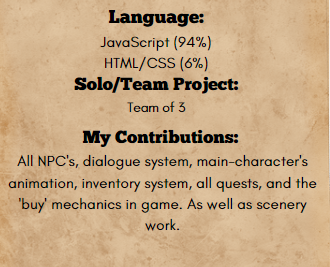 Language:
JavaScript (94%)
HTML/CSS (6%)
Solo/Team Project:
Team of 3
My Contributions:
All NPC's, dialogue system, main-character's
animation, inventory system, all quests, and the
'buy' mechanics in game. As well as scenery
work.